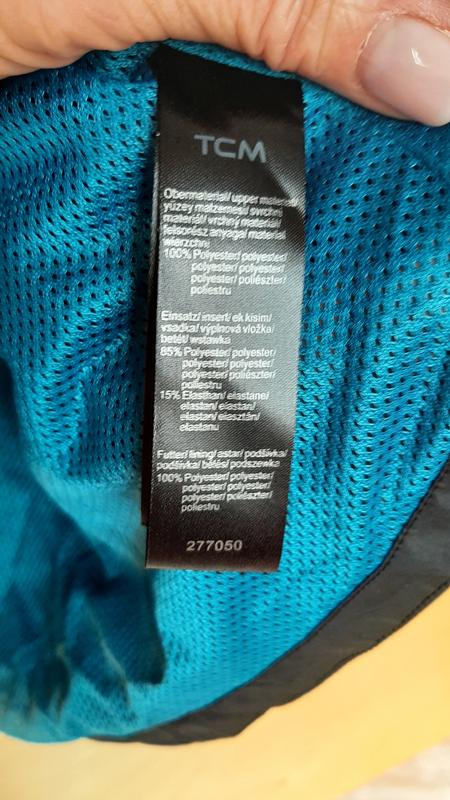 TCM
Obermaterial/ upper material/
yüzey malzemesi/ svrchní
materiál/ vrchný materiál/
felsőrész anyaga/ materiał
wierzchni
100% Polyester/ polyester/
polyester/ polyester/
polyester/ poliészter/
poliestru
Einsatz/ insert/ ek kisim/
vsadka/ výplňová vložka/
betét/ wstawka
85% Polyester/ polyester/
polyester/ polyester/
polyester/ poliészter/
poliestru
15% Elasthan/ elastane/
elastan/ elastan/
elastan/ elasztán/
elastanu
Futter/ lining/ astar/ podšívka/
podšívka/ bélés/ podszewka
100% Polyester/ polyester/
polyester/ polyester/
polyester/ poliészter/
poliestru
277050